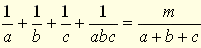 1/a + 1/b + 1/c + 1/abc = m/(a + b + c)